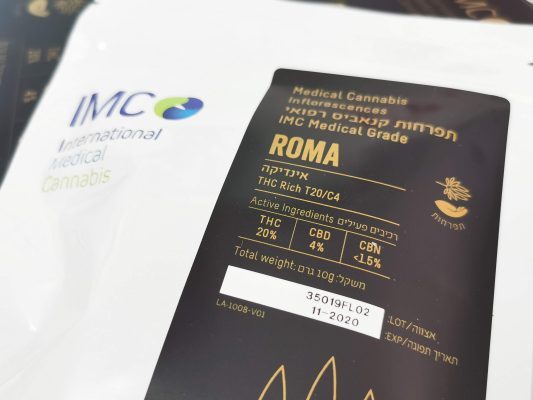 IMC
International
Medical
Cannabis
Medical Cannabis
Inflorescences
תפרחות קנאביס רפואי
IMC Medical Grade
ROMA
אינדיקה
THC Rich T20/C4
Active Ingredients רכיבים פעילים
THC CBD CBN
20% 4% <1.5%
תפרחות
Total weight: משקל: 10g גרם
35019FL02
LOT/אצווה:
11-2020
EXP/תאריך תפוגה:
LA-1008-V01